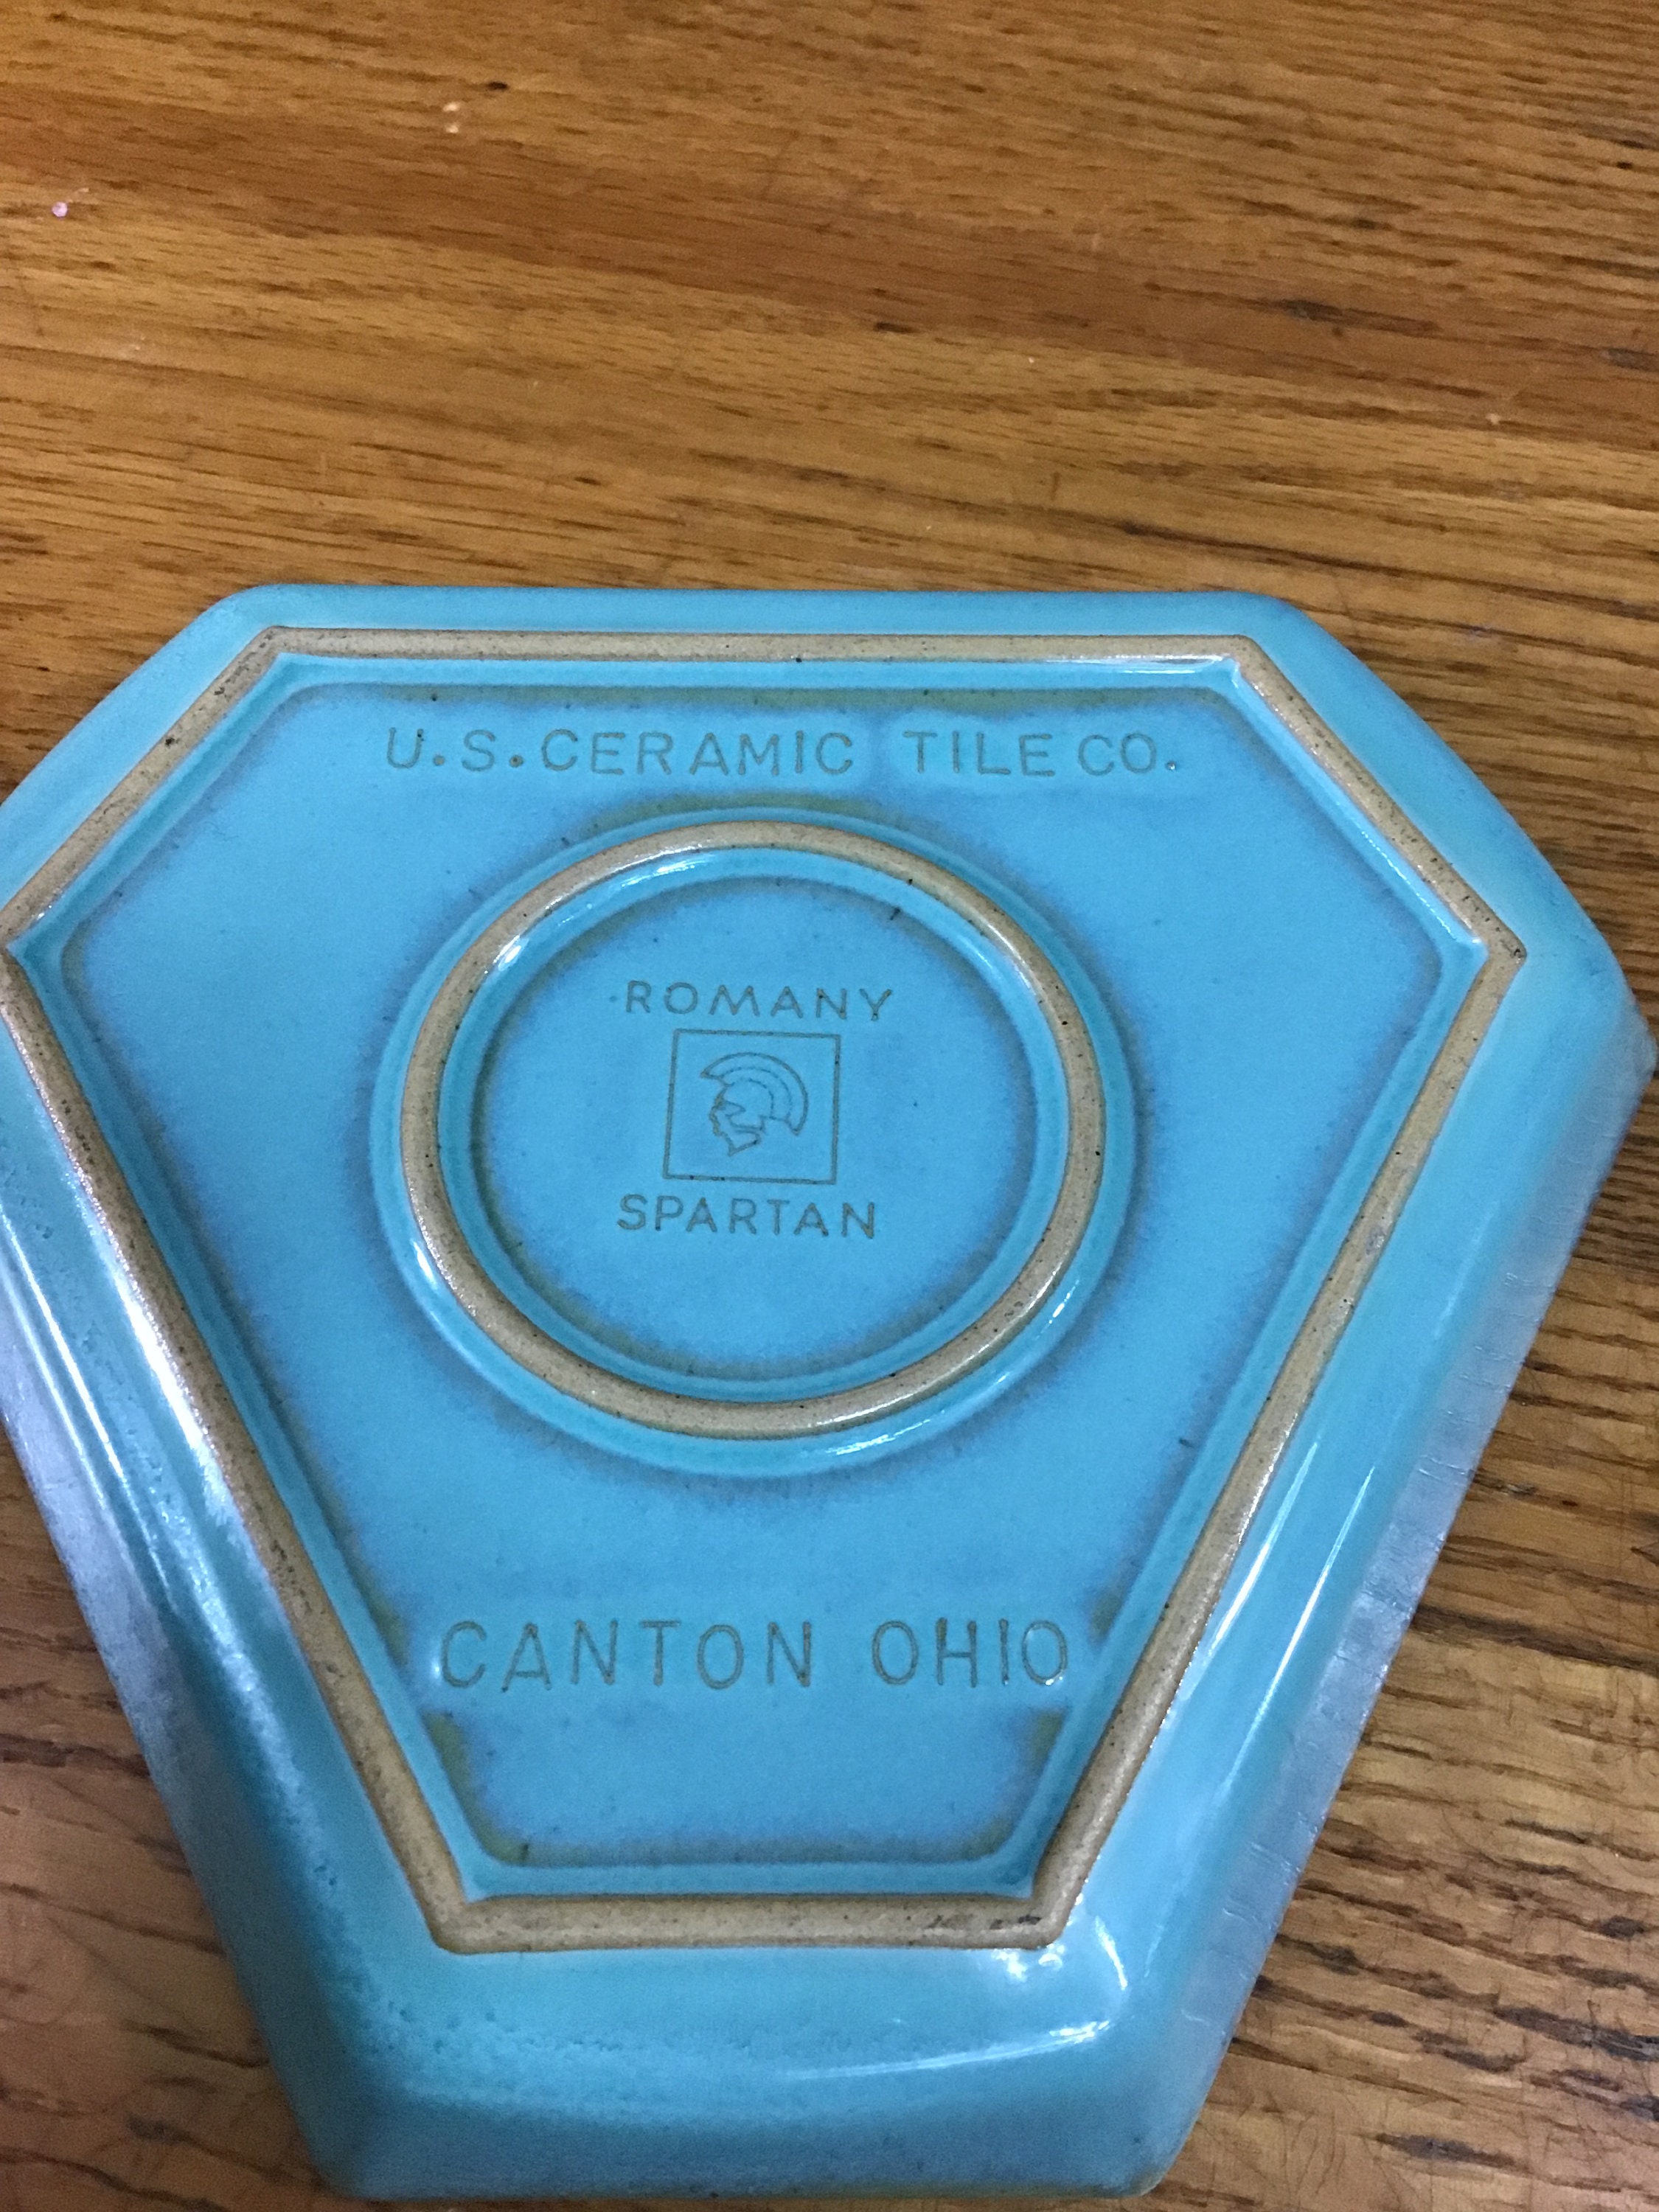 U.S. CERAMIC TILE CO.
ROMANY
SPARTAN
CANTON OHIO